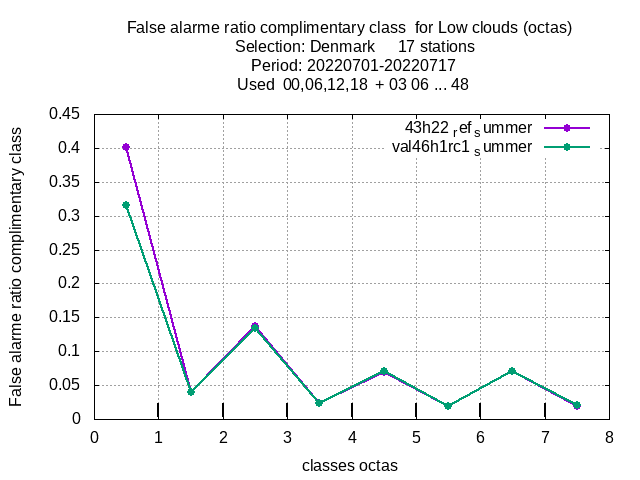 False alarme ratio complimentary class  for Low clouds (octas)
Selection: Denmark     17 stations
Period: 20220701-20220717
Used  00,06,12,18  + 03 06 ... 48
43h22 ref summer
val46h1rc1 summer
False alarme ratio complimentary class
0.45
0.4
0.35
0.3
0.25
0.2
0.15
0.1
0.05
0
0 1 2 3 4 5 6 7 8
classes octas